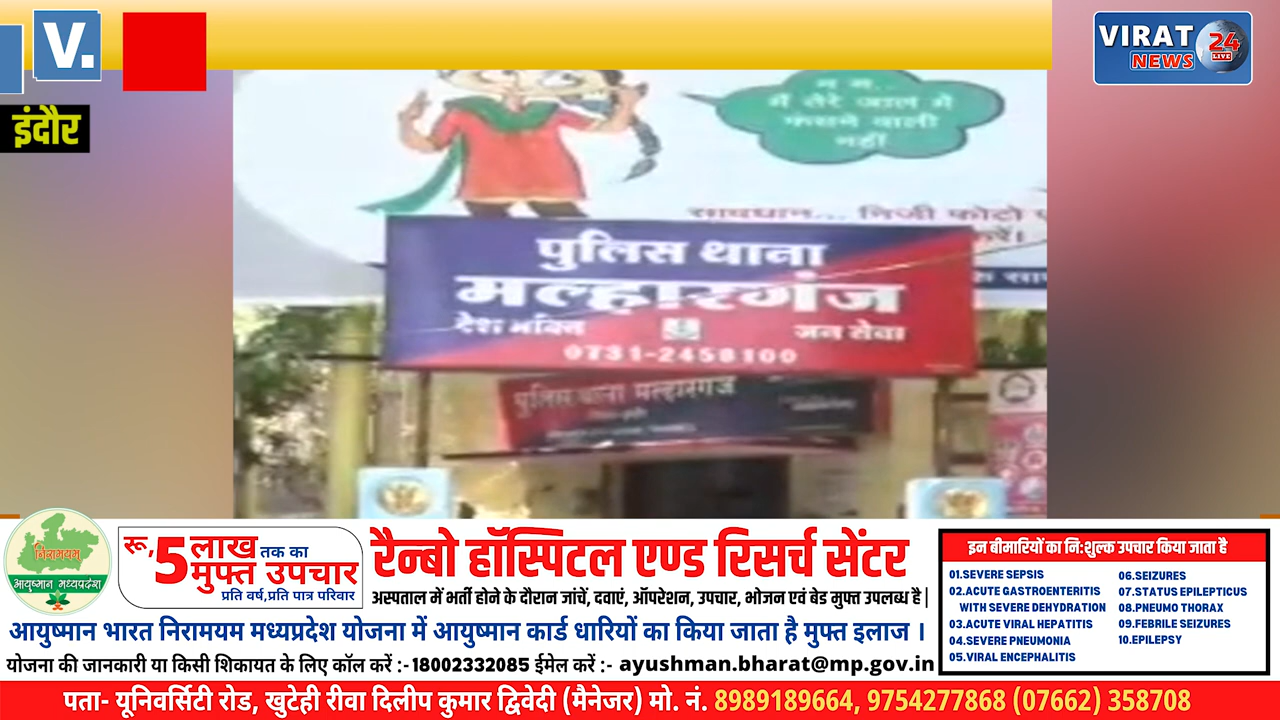 V.
VIRAT
24
NEWS
LIVE
इंदौर
मैं तेरे जाल में
फंसने वाली
नहीं
सावधान... निजी फोटो
करें।
के साथ
पुलिस थाना
मल्हारगंज
देश भक्ति जन सेवा
0731-2458100
पुलिस थाना मल्हारगंज
निरामयम्
आयुष्मान मध्यप्रदेश
रू,5 लाख तक का
मुफ्त उपचार
प्रति वर्ष,प्रति पात्र परिवार
रैन्बो हॉस्पिटल एण्ड रिसर्च सेंटर
अस्पताल में भर्ती होने के दौरान जांचें, दवाएं, ऑपरेशन, उपचार, भोजन एवं बेड मुफ्त उपलब्ध है |
आयुष्मान भारत निरामयम मध्यप्रदेश योजना में आयुष्मान कार्ड धारियों का किया जाता है मुफ्त इलाज ।
योजना की जानकारी या किसी शिकायत के लिए कॉल करें :- 18002332085 ईमेल करें :- ayushman.bharat@mp.gov.in
इन बीमारियों का नि:शुल्क उपचार किया जाता है
01.SEVERE SEPSIS
02.ACUTE GASTROENTERITIS
WITH SEVERE DEHYDRATION
03.ACUTE VIRAL HEPATITIS
04.SEVERE PNEUMONIA
05.VIRAL ENCEPHALITIS
06.SEIZURES
07.STATUS EPILEPTICUS
08.PNEUMO THORAX
09.FEBRILE SEIZURES
10.EPILEPSY
पता- यूनिवर्सिटी रोड, खुटेही रीवा दिलीप कुमार द्विवेदी (मैनेजर) मो. नं. 8989189664, 9754277868 (07662) 358708